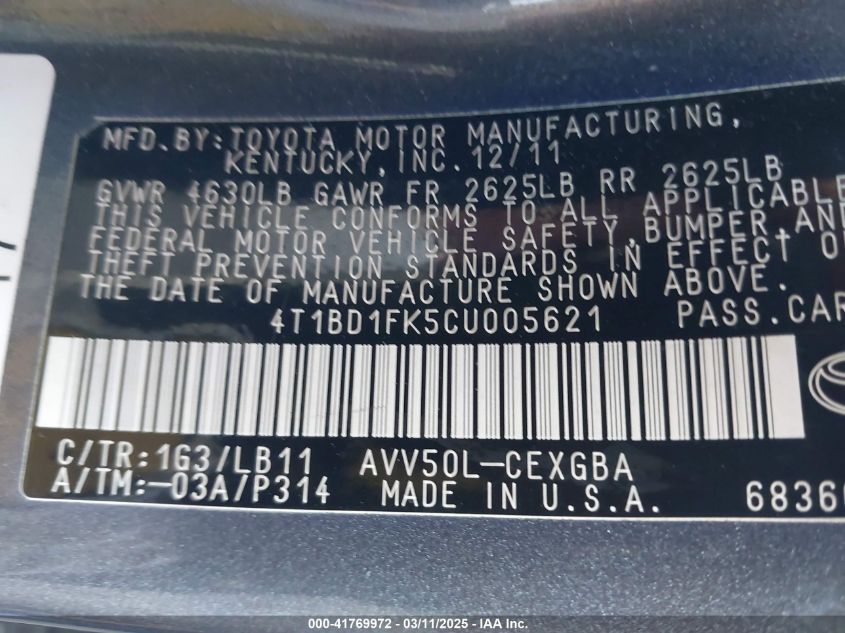 MFD.BY:TOYOTA MOTOR MANUFACTURING,
KENTUCKY,INC.12/11
GVWR 4630LB GAWR FR 2625LB RR 2625LB
THIS VEHICLE CONFORMS TO ALL APPLICABLE
FEDERAL MOTOR VEHICLE SAFETY,BUMPER,AND
THEFT PREVENTION STANDARDS IN EFFECT O
THE DATE OF MANUFACTURE SHOWN ABOVE.
4T1BD1FK5CU005621 PASS.CAR
C/TR:1G3/LB11 AVV50L-CEXGBA
A/TM:-03A/P314 MADE IN U.S.A. 6836
000-41769972 - 03/11/2025 - IAA Inc.